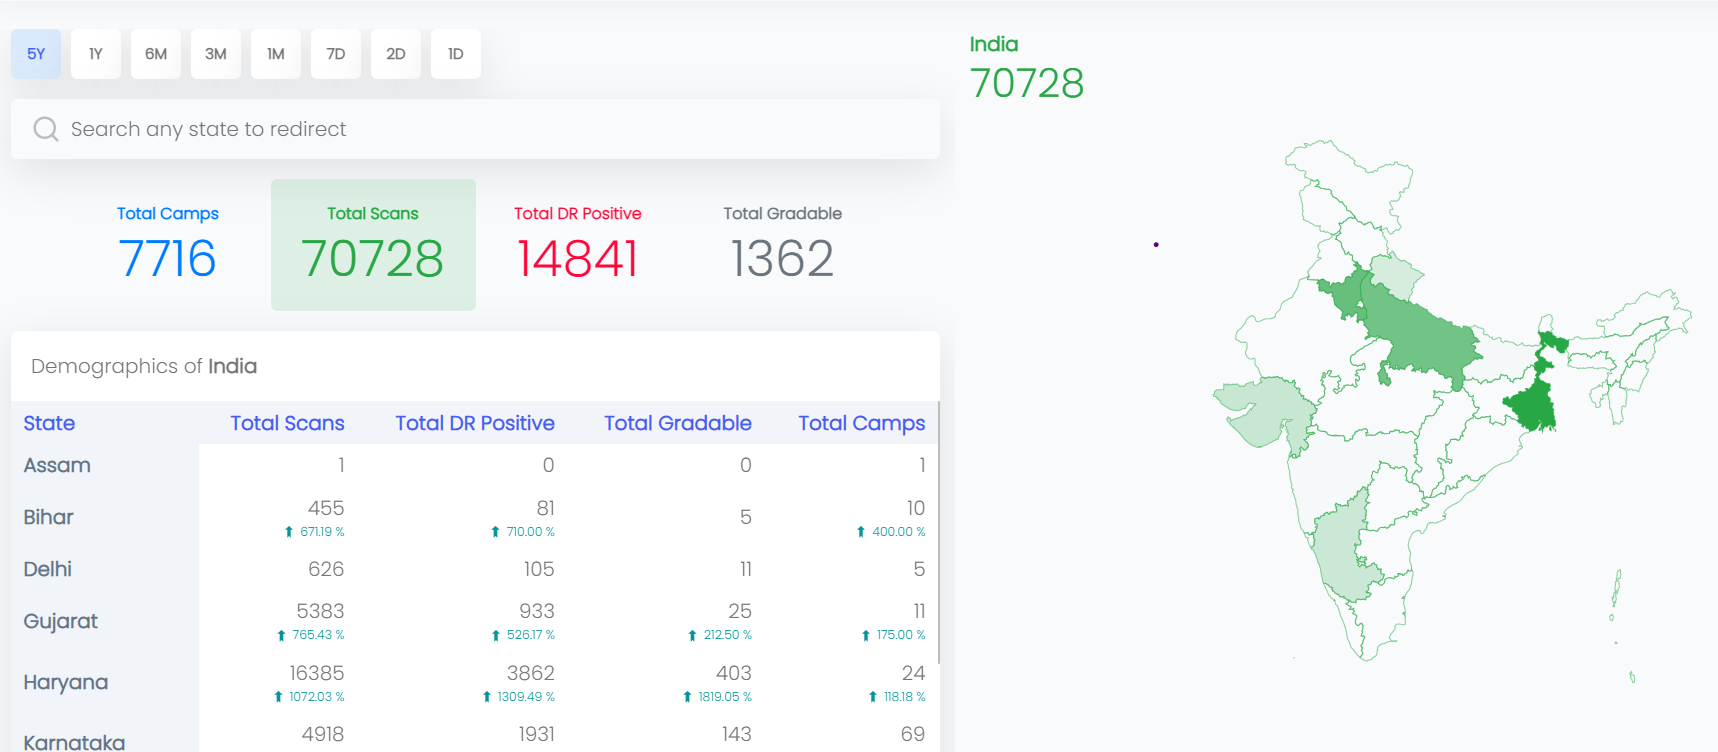 5Y 1Y 6M 3M 1M 7D 2D 1D
Search any state to redirect
Total Camps Total Scans Total DR Positive Total Gradable
7716 70728 14841 1362
Demographics of India
State Total Scans Total DR Positive Total Gradable Total Camps
Assam 1 0 0 1
Bihar 455 81 5 10
671.19 % 710.00 % 400.00 %
Delhi 626 105 11 5
Gujarat 5383 933 25 11
765.43 % 526.17 % 212.50 % 175.00 %
Haryana 16385 3862 403 24
1072.03 % 1309.49 % 1819.05 % 118.18 %
Karnataka 4918 1931 143 69
India
70728